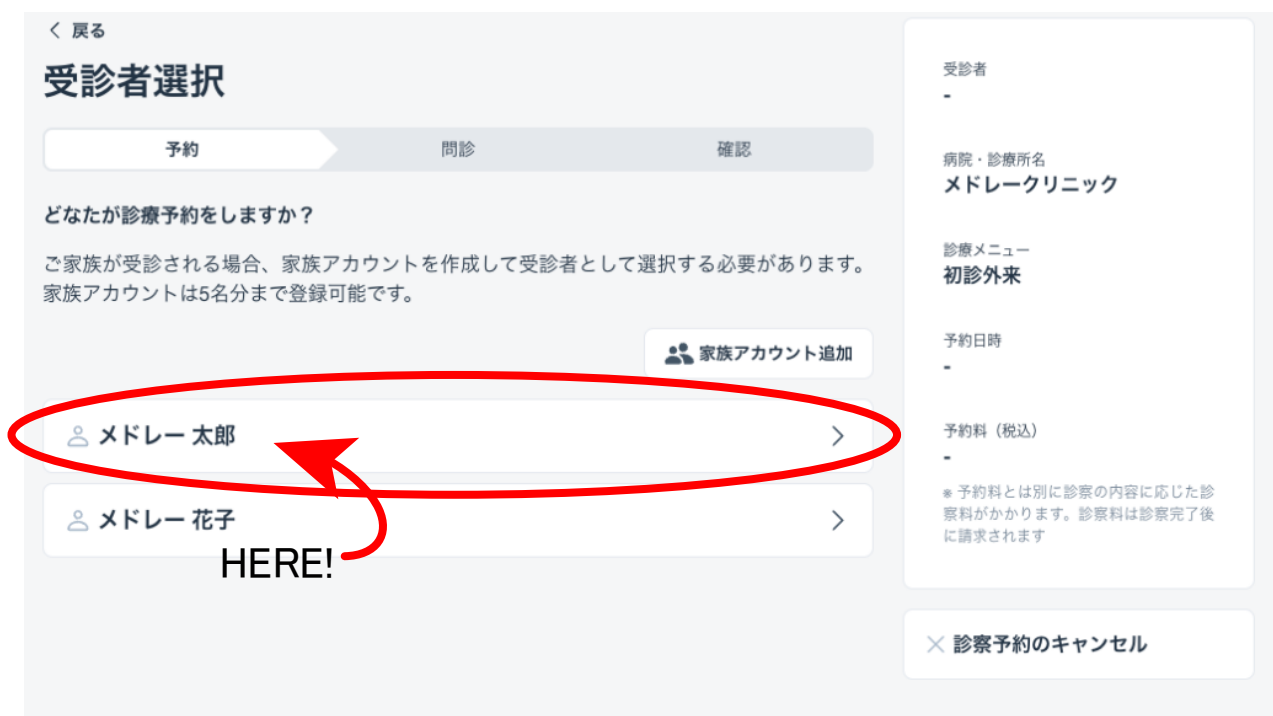 戻る
受診者選択
予約
問診
確認
どなたが診療予約をしますか？
ご家族が受診される場合、家族アカウントを作成して受診者として選択する必要があります。
家族アカウントは5名分まで登録可能です。
家族アカウント追加
メドレー 太郎
メドレー 花子
HERE!
受診者
-
病院・診療所名
メドレークリニック
診療メニュー
初診外来
予約日時
-
予約料（税込）
-
※ 予約料とは別に診察の内容に応じた診
察料がかかります。診察料は診察完了後
に請求されます
診察予約のキャンセル